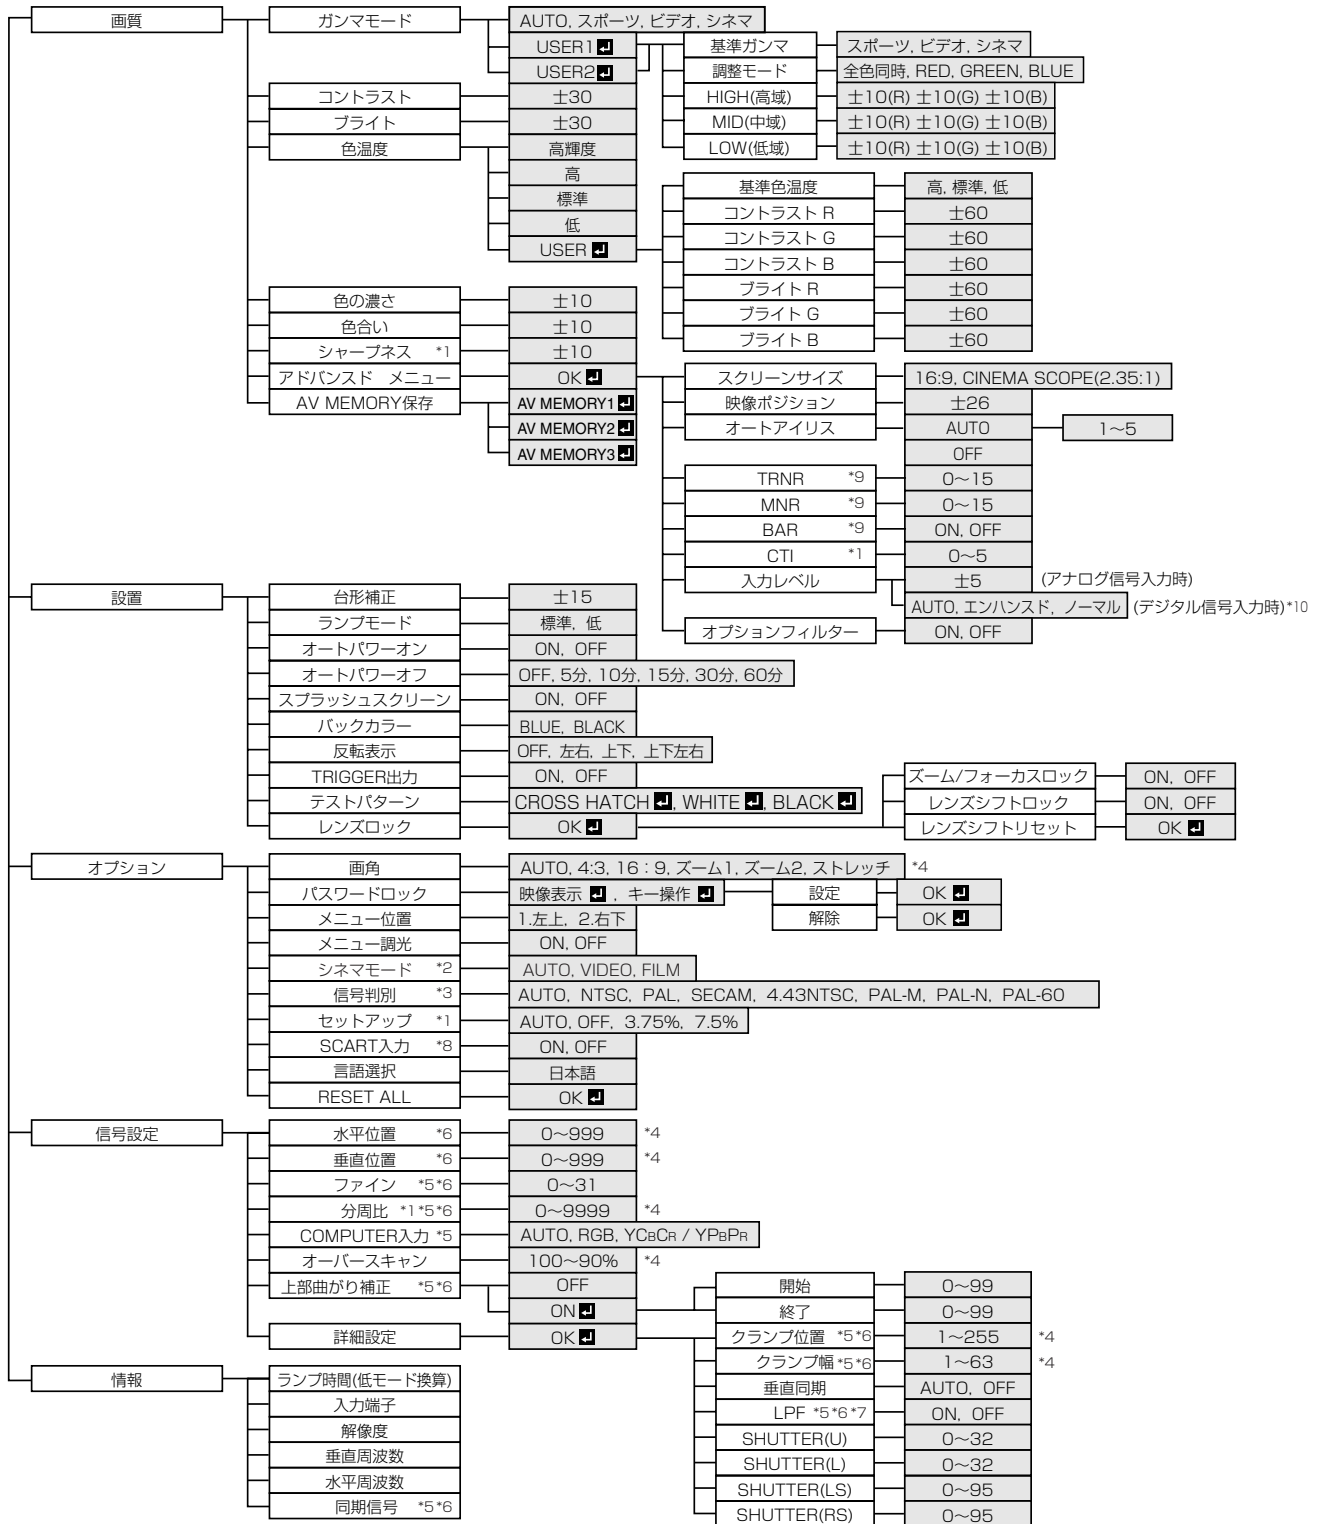 画質 ガンマモード AUTO, スポーツ, ビデオ, シネマ
USER1 基準ガンマ スポーツ, ビデオ, シネマ
USER2 調整モード 全色同時, RED, GREEN, BLUE
コントラスト ±30 HIGH(高域) ±10(R) ±10(G) ±10(B)
ブライト ±30 MID(中域) ±10(R) ±10(G) ±10(B)
色温度 高輝度 LOW(低域) ±10(R) ±10(G) ±10(B)
高 基準色温度 高, 標準, 低
標準 コントラスト R ±60
低 コントラスト G ±60
USER コントラスト B ±60
色の濃さ ±10 ブライト R ±60
色合い ±10 ブライト G ±60
シャープネス *1 ±10 ブライト B ±60
アドバンスド メニュー OK スクリーンサイズ 16:9, CINEMA SCOPE(2.35:1)
AV MEMORY保存 AV MEMORY1 映像ポジション ±26
AV MEMORY2 オートアイリス AUTO 1〜5
AV MEMORY3 OFF
TRNR *9 0〜15
MNR *9 0〜15
BAR *9 ON, OFF
CTI *1 0〜5
入力レベル ±5 (アナログ信号入力時)
AUTO, エンハンスド, ノーマル (デジタル信号入力時)*10
オプションフィルター ON, OFF
設置 台形補正 ±15
ランプモード 標準, 低
オートパワーオン ON, OFF
オートパワーオフ OFF, 5分, 10分, 15分, 30分, 60分
スプラッシュスクリーン ON, OFF
バックカラー BLUE, BLACK
反転表示 OFF, 左右, 上下, 上下左右
TRIGGER出力 ON, OFF ズーム/フォーカスロック ON, OFF
テストパターン CROSS HATCH, WHITE, BLACK レンズシフトロック ON, OFF
レンズロック OK レンズシフトリセット OK
オプション 画角 AUTO, 4:3, 16:9, ズーム1, ズーム2, ストレッチ *4
パスワードロック 映像表示, キー操作 設定 OK
メニュー位置 1.左上, 2.右下 解除 OK
メニュー調光 ON, OFF
シネマモード *2 AUTO, VIDEO, FILM
信号判別 *3 AUTO, NTSC, PAL, SECAM, 4.43NTSC, PAL-M, PAL-N, PAL-60
セットアップ *1 AUTO, OFF, 3.75%, 7.5%
SCART入力 *8 ON, OFF
言語選択 日本語
RESET ALL OK
信号設定 水平位置 *6 0〜999 *4
垂直位置 *6 0〜999 *4
ファイン *5*6 0〜31
分周比 *1*5*6 0〜9999 *4
COMPUTER入力 *5 AUTO, RGB, YCBCR / YPBPR
オーバースキャン 100〜90% *4
上部曲がり補正 *5*6 OFF 開始 0〜99
ON 終了 0〜99
詳細設定 OK クランプ位置 *5*6 1〜255 *4
クランプ幅 *5*6 1〜63 *4
情報 ランプ時間(低モード換算) 垂直同期 AUTO, OFF
入力端子 LPF *5*6*7 ON, OFF
解像度 SHUTTER(U) 0〜32
垂直周波数 SHUTTER(L) 0〜32
水平周波数 SHUTTER(LS) 0〜95
同期信号 *5*6 SHUTTER(RS) 0〜95